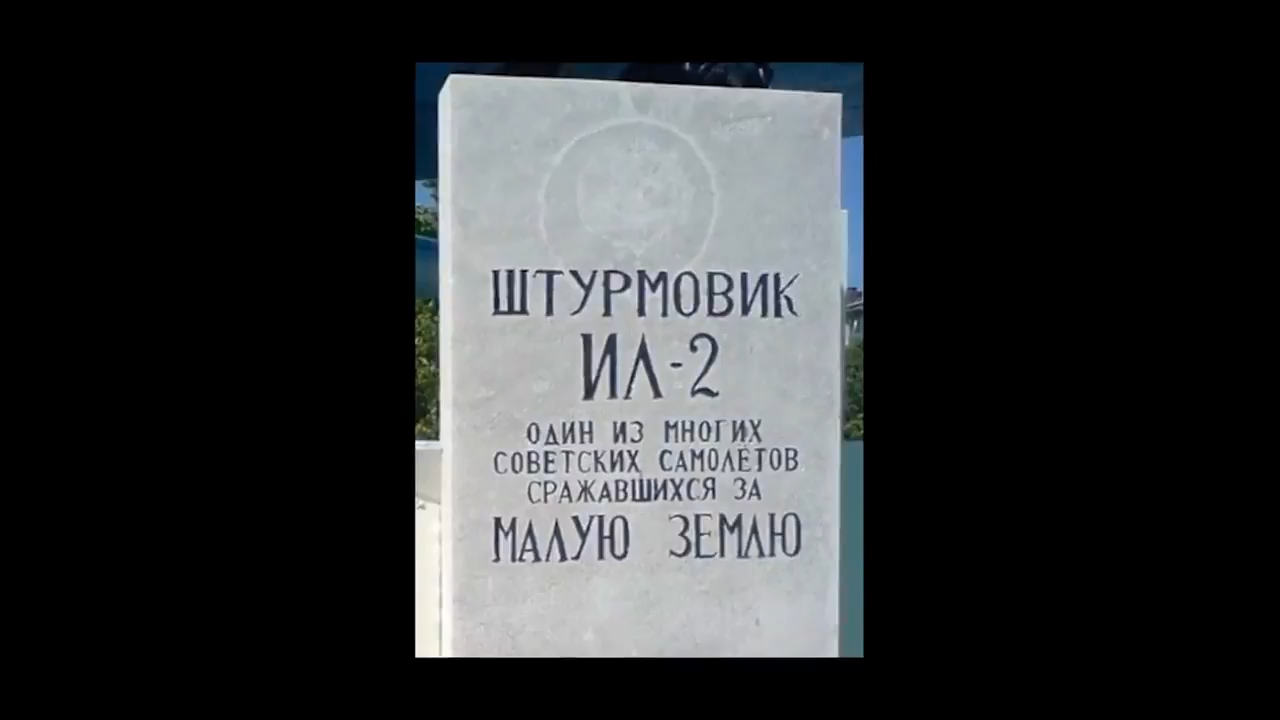 ШТУРМОВИК
ИЛ-2
ОДИН ИЗ МНОГИХ
СОВЕТСКИХ САМОЛЁТОВ
СРАЖАВШИХСЯ ЗА
МАЛУЮ ЗЕМЛЮ